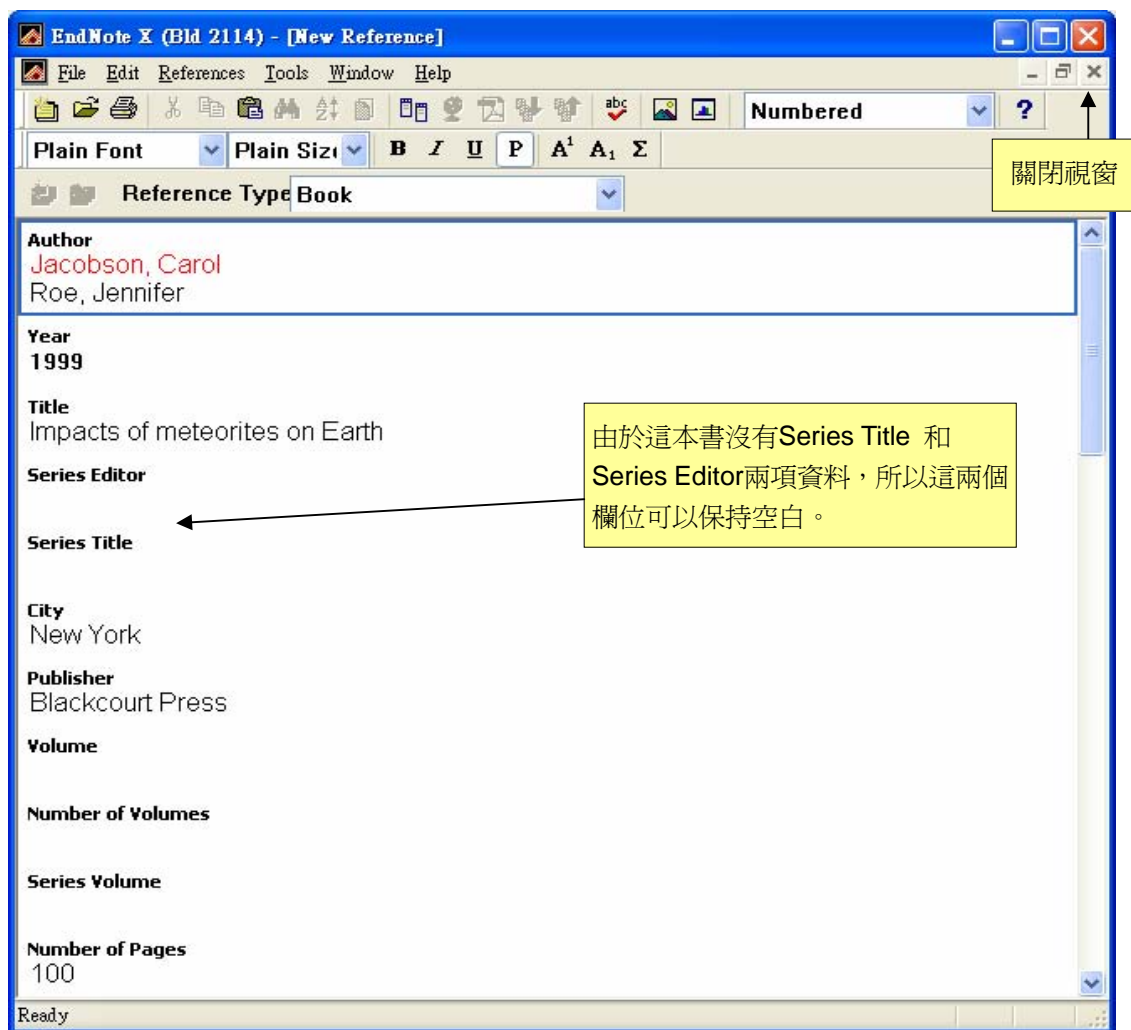 EndNote X (Bld 2114) - [New Reference]
File Edit References Tools Window Help
abc Numbered ?
Plain Font Plain Siz B I U P A¹ A₁ Σ
關閉視窗
Reference Type Book
Author
Jacobson, Carol
Roe, Jennifer
Year
1999
Title
Impacts of meteorites on Earth
由於這本書沒有Series Title 和
Series Editor兩項資料，所以這兩個
欄位可以保持空白。
Series Editor
Series Title
City
New York
Publisher
Blackcourt Press
Volume
Number of Volumes
Series Volume
Number of Pages
100
Ready